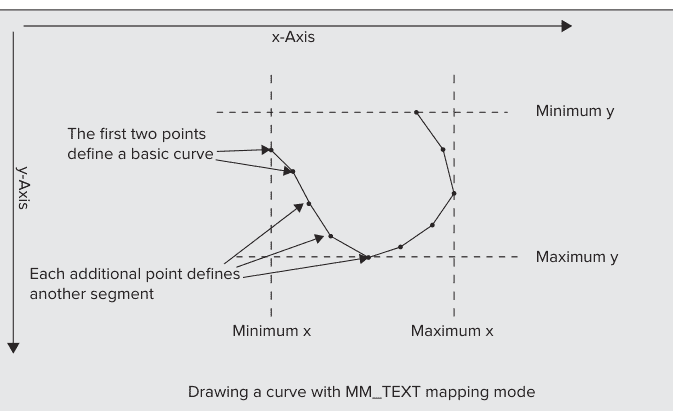 x-Axis
Minimum y
The first two points
define a basic curve
y-Axis
Maximum y
Each additional point defines
another segment
Minimum x
Maximum x
Drawing a curve with MM_TEXT mapping mode